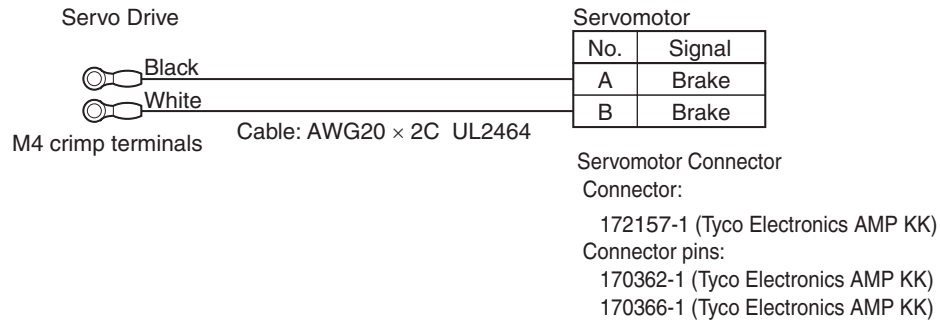 Servo Drive
Servomotor
No. Signal
Black
A Brake
White
B Brake
M4 crimp terminals
Cable: AWG20 × 2C UL2464
Servomotor Connector
Connector:
172157-1 (Tyco Electronics AMP KK)
Connector pins:
170362-1 (Tyco Electronics AMP KK)
170366-1 (Tyco Electronics AMP KK)